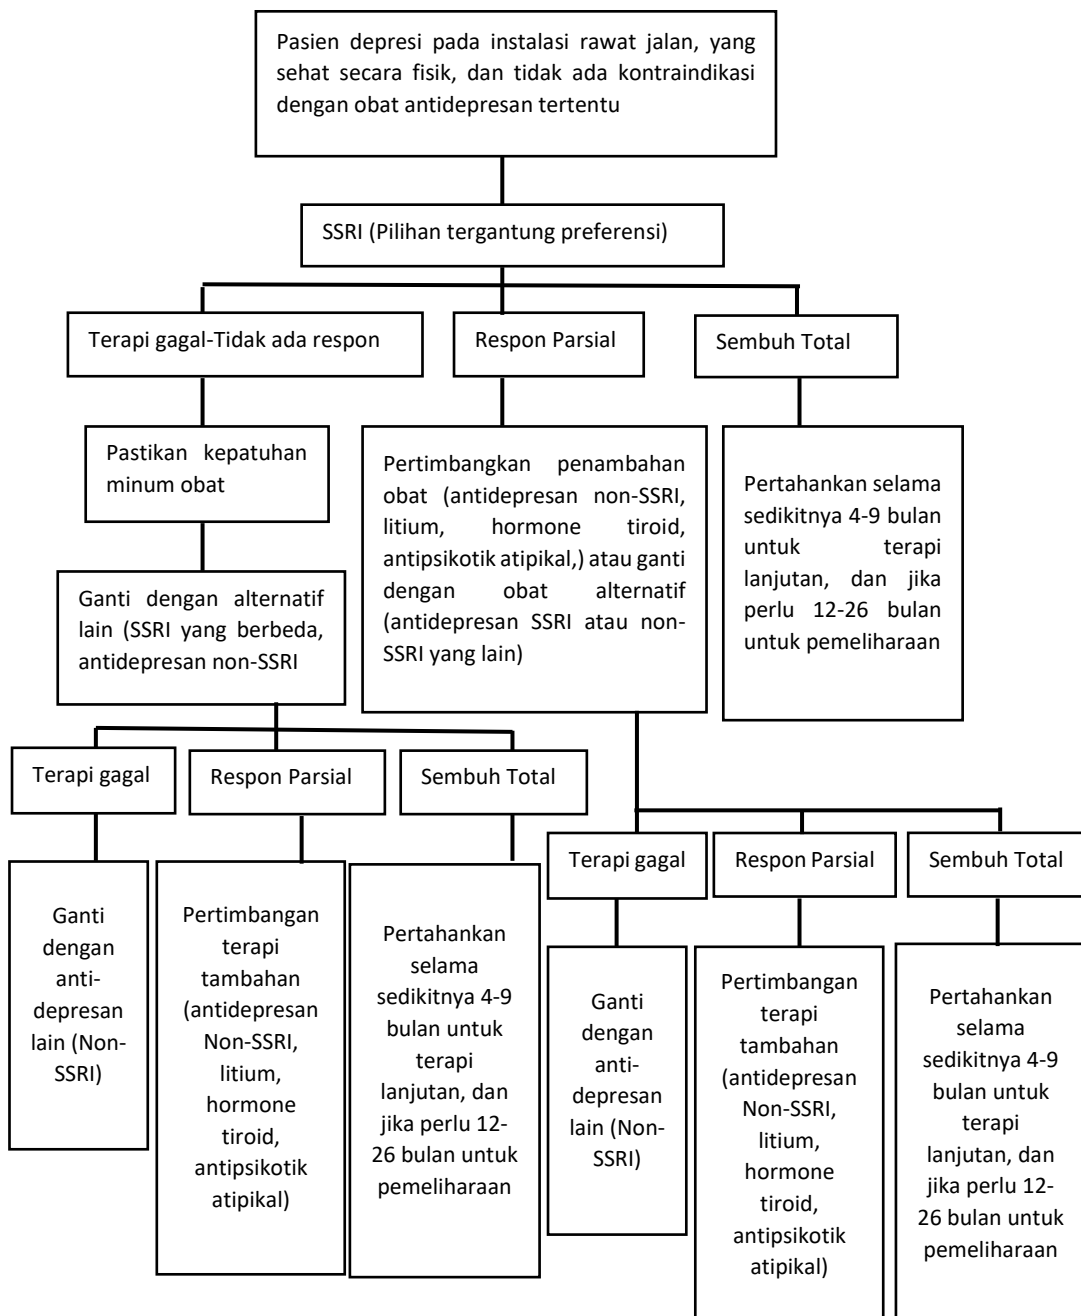 Pasien depresi pada instalasi rawat jalan, yang
sehat secara fisik, dan tidak ada kontraindikasi
dengan obat antidepresan tertentu
SSRI (Pilihan tergantung preferensi)
Terapi gagal-Tidak ada respon
Respon Parsial
Sembuh Total
Pastikan kepatuhan
minum obat
Pertimbangkan penambahan
obat (antidepresan non-SSRI,
litium, hormone tiroid,
antipsikotik atipikal,) atau ganti
dengan obat alternatif
(antidepresan SSRI atau non-
SSRI yang lain)
Pertahankan selama
sedikitnya 4-9 bulan
untuk terapi
lanjutan, dan jika
perlu 12-26 bulan
untuk pemeliharaan
Ganti dengan alternatif
lain (SSRI yang berbeda,
antidepresan non-SSRI
Terapi gagal
Respon Parsial
Sembuh Total
Ganti
dengan
anti-
depresan
lain (Non-
SSRI)
Pertimbangan
terapi
tambahan
(antidepresan
Non-SSRI,
litium,
hormone
tiroid,
antipsikotik
atipikal)
Pertahankan
selama
sedikitnya 4-9
bulan untuk
terapi
lanjutan, dan
jika perlu 12-
26 bulan untuk
pemeliharaan
Terapi gagal
Respon Parsial
Sembuh Total
Ganti
dengan
anti-
depresan
lain (Non-
SSRI)
Pertimbangan
terapi
tambahan
(antidepresan
Non-SSRI,
litium,
hormone
tiroid,
antipsikotik
atipikal)
Pertahankan
selama
sedikitnya 4-9
bulan untuk
terapi
lanjutan, dan
jika perlu 12-
26 bulan untuk
pemeliharaan